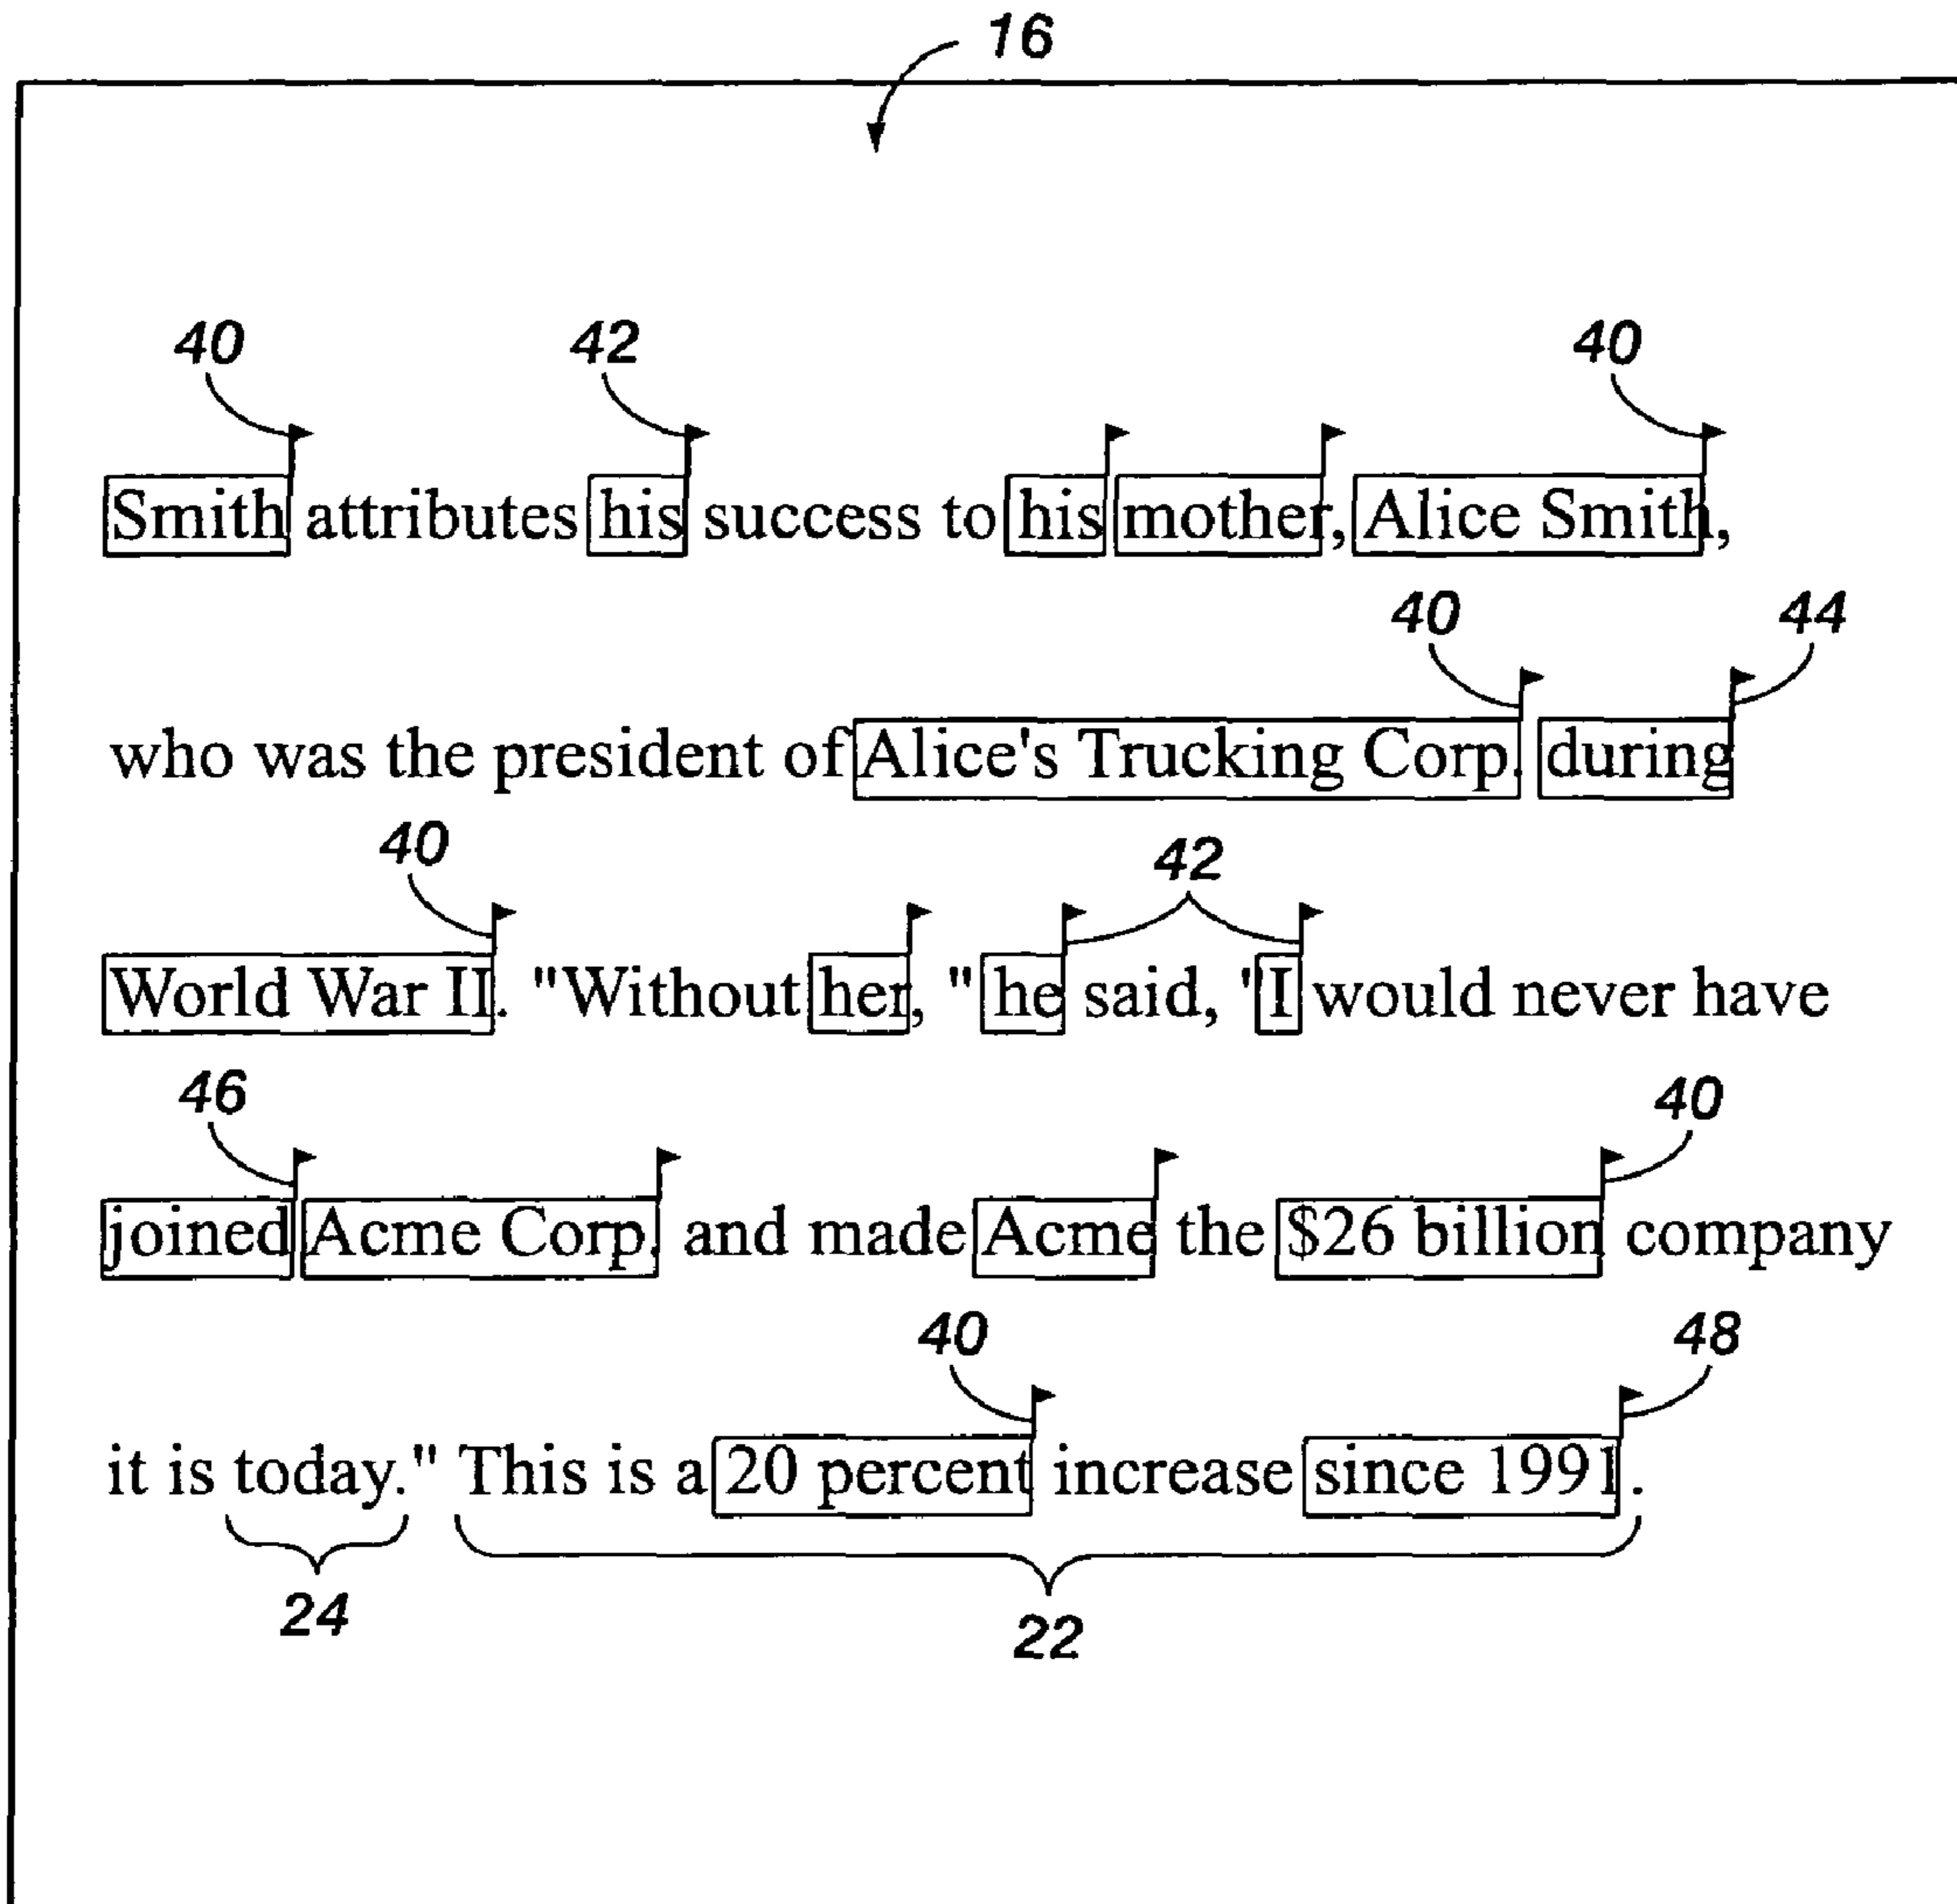 16
40 42 40
Smith attributes his success to his mother, Alice Smith,
40 44
who was the president of Alice's Trucking Corp. during
40 42
World War II. "Without her, " he said, 'I would never have
46 40
joined Acme Corp. and made Acme the $26 billion company
40 48
it is today." This is a 20 percent increase since 1991.
24 22